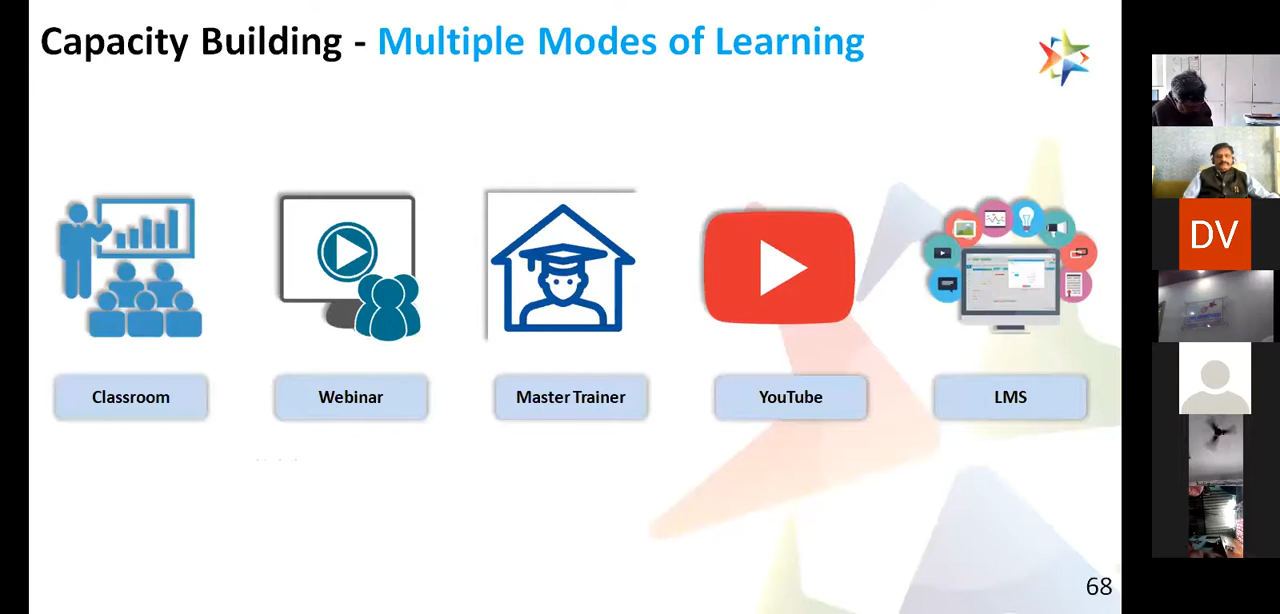 Capacity Building - Multiple Modes of Learning
Classroom
Webinar
Master Trainer
YouTube
LMS
68
DV